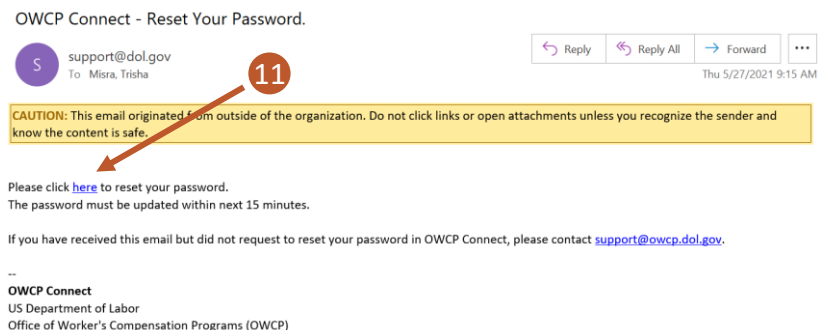 OWCP Connect - Reset Your Password.
S
support@dol.gov
To Misra, Trisha
Reply
Reply All
Forward
...
Thu 5/27/2021 9:15 AM
11
CAUTION: This email originated from outside of the organization. Do not click links or open attachments unless you recognize the sender and
know the content is safe.
Please click here to reset your password.
The password must be updated within next 15 minutes.
If you have received this email but did not request to reset your password in OWCP Connect, please contact support@owcp.dol.gov.
--
OWCP Connect
US Department of Labor
Office of Worker's Compensation Programs (OWCP)